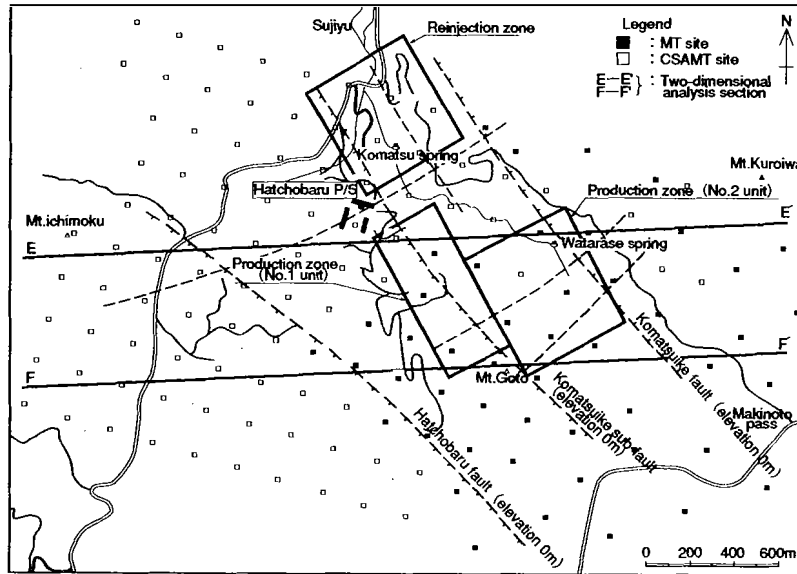 Sujiyu
Reinjection zone
Legend
■ : MT site
□ : CSAMT site
E—E'
F—F' } : Two-dimensional
analysis section
N
Komatsu spring
Mt.Kuroiwa
Hatchobaru P/S
Production zone (No.2 unit)
Mt.ichimoku
E
E'
Watarase spring
Production zone
(No.1 unit)
F
F'
Mt.Goto
Komatsuike fault (elevation 0m)
Komatsuike sub-fault
(elevation 0m)
Hatchobaru fault (elevation 0m)
Makinoto
pass
0 200 400 600m